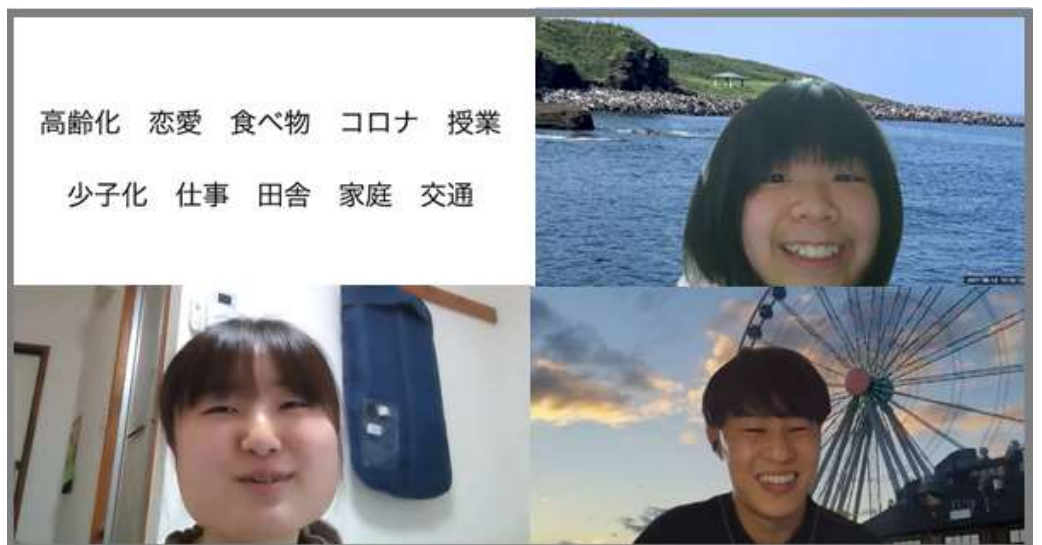 高齢化　恋愛　食べ物　コロナ　授業
少子化　仕事　田舎　家庭　交通